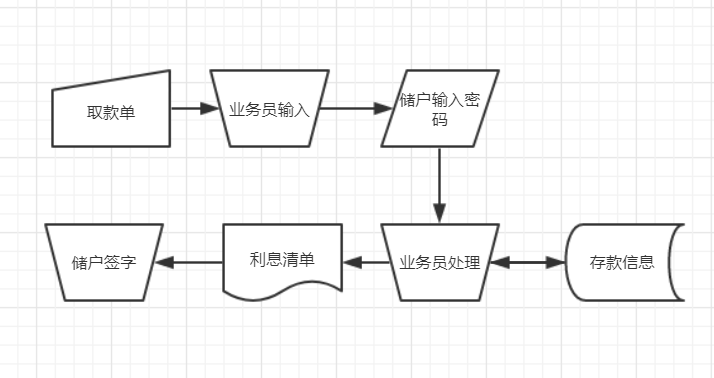 取款单
业务员输入
储户输入密
码
储户签字
利息清单
业务员处理
存款信息